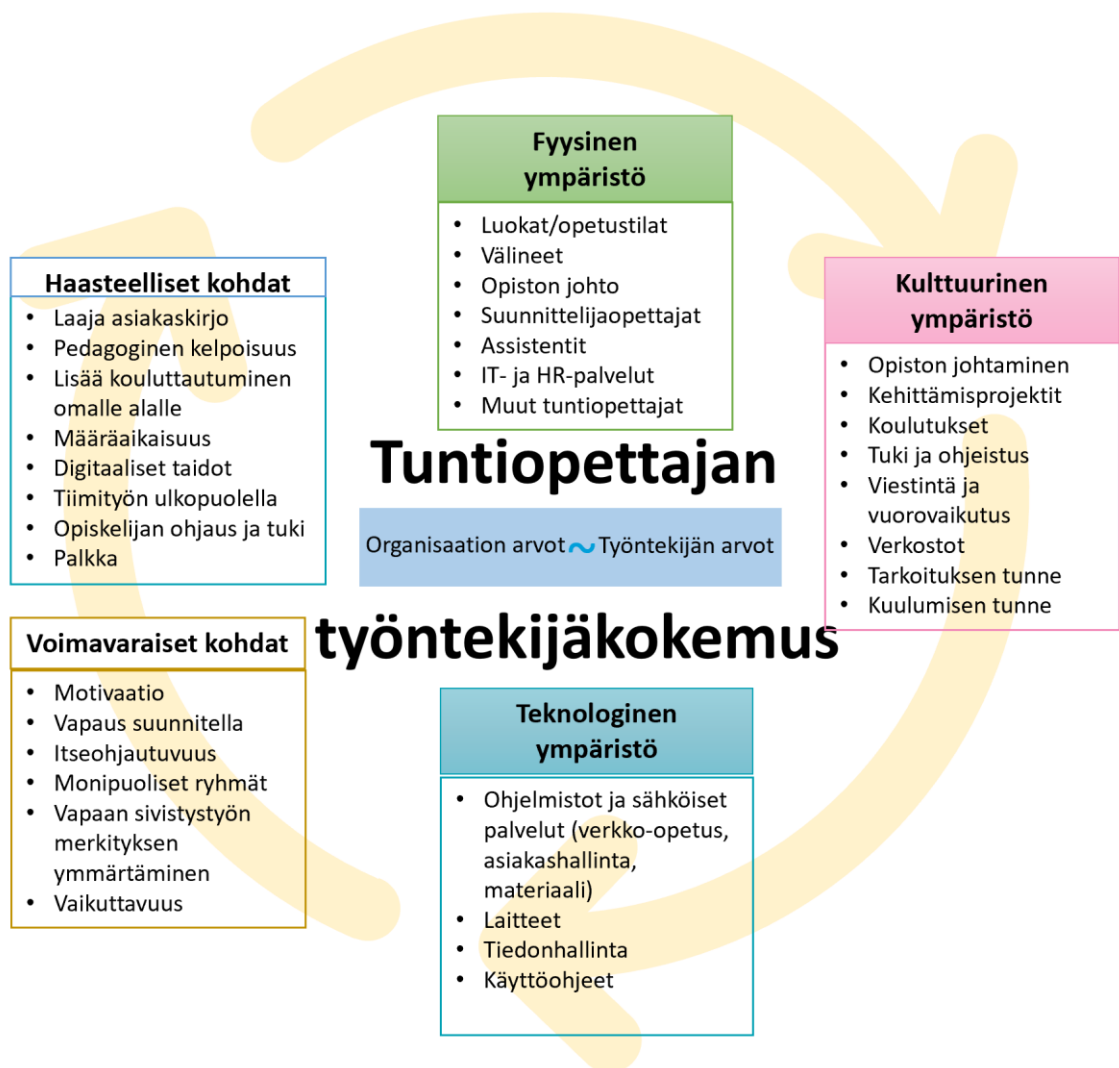 Fyysinen
ympäristö
• Luokat/opetustilat
• Välineet
• Opiston johto
• Suunnittelijaopettajat
• Assistentit
• IT- ja HR-palvelut
• Muut tuntiopettajat
Haasteelliset kohdat
• Laaja asiakaskirjo
• Pedagoginen kelpoisuus
• Lisää kouluttautuminen
omalle alalle
• Määräaikaisuus
• Digitaaliset taidot
• Tiimityön ulkopuolella
• Opiskelijan ohjaus ja tuki
• Palkka
Kulttuurinen
ympäristö
• Opiston johtaminen
• Kehittämisprojektit
• Koulutukset
• Tuki ja ohjeistus
• Viestintä ja
vuorovaikutus
• Verkostot
• Tarkoituksen tunne
• Kuulumisen tunne
Tuntiopettajan
Organisaation arvot ~ Työntekijän arvot
työntekijäkokemus
Voimavaraiset kohdat
• Motivaatio
• Vapaus suunnitella
• Itseohjautuvuus
• Monipuoliset ryhmät
• Vapaan sivistystyön
merkityksen
ymmärtäminen
• Vaikuttavuus
Teknologinen
ympäristö
• Ohjelmistot ja sähköiset
palvelut (verkko-opetus,
asiakashallinta,
materiaali)
• Laitteet
• Tiedonhallinta
• Käyttöohjeet